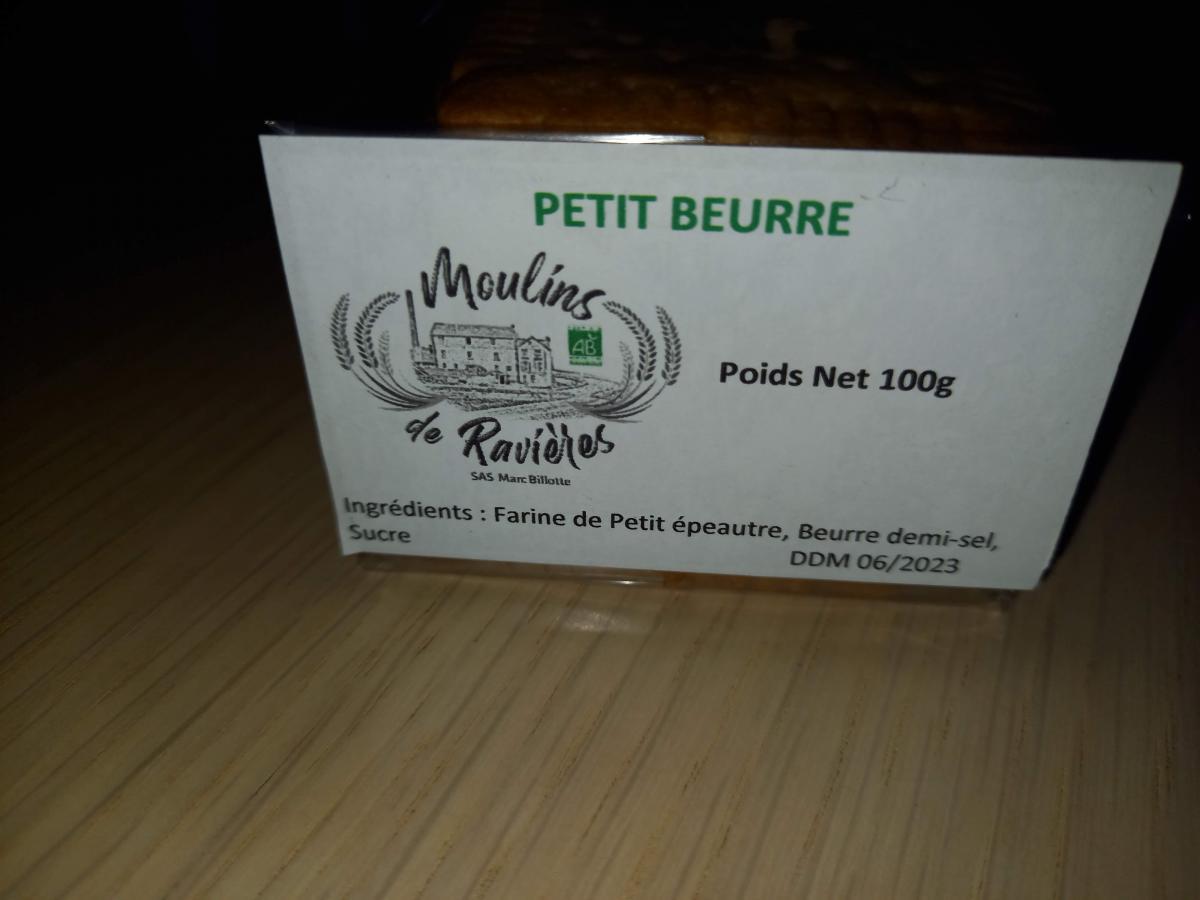 PETIT BEURRE
Moulins
AB
de Ravières
SAS Marc Billotte
Poids Net 100g
Ingrédients : Farine de Petit épeautre, Beurre demi-sel,
Sucre
DDM 06/2023